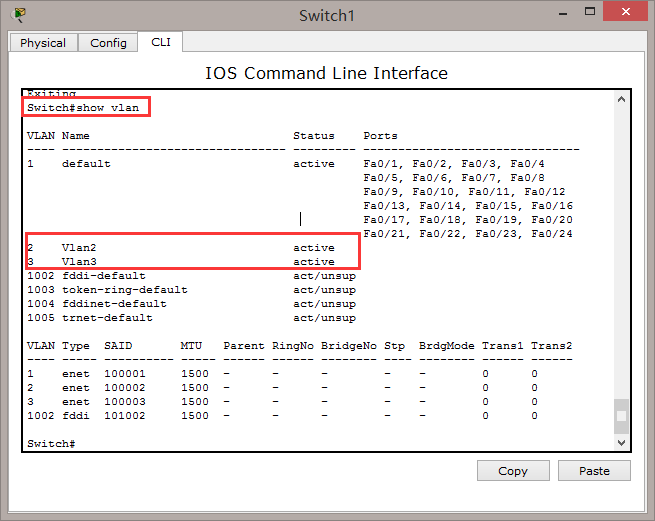 Switch1
Physical Config CLI
IOS Command Line Interface
Exiting
Switch#show vlan
VLAN Name                             Status    Ports
---- -------------------------------- --------- -------------------------------
1    default                          active    Fa0/1, Fa0/2, Fa0/3, Fa0/4
                                                Fa0/5, Fa0/6, Fa0/7, Fa0/8
                                                Fa0/9, Fa0/10, Fa0/11, Fa0/12
                                                Fa0/13, Fa0/14, Fa0/15, Fa0/16
                                                Fa0/17, Fa0/18, Fa0/19, Fa0/20
                                                Fa0/21, Fa0/22, Fa0/23, Fa0/24
2    Vlan2                            active
3    Vlan3                            active
1002 fddi-default                     act/unsup
1003 token-ring-default               act/unsup
1004 fddinet-default                  act/unsup
1005 trnet-default                    act/unsup
VLAN Type  SAID       MTU   Parent RingNo BridgeNo Stp  BrdgMode Trans1 Trans2
---- ----- ---------- ----- ------ ------ -------- ---- -------- ------ ------
1    enet  100001     1500  -      -      -        -    -        0      0
2    enet  100002     1500  -      -      -        -    -        0      0
3    enet  100003     1500  -      -      -        -    -        0      0
1002 fddi  101002     1500  -      -      -        -    -        0      0
Switch#
Copy Paste